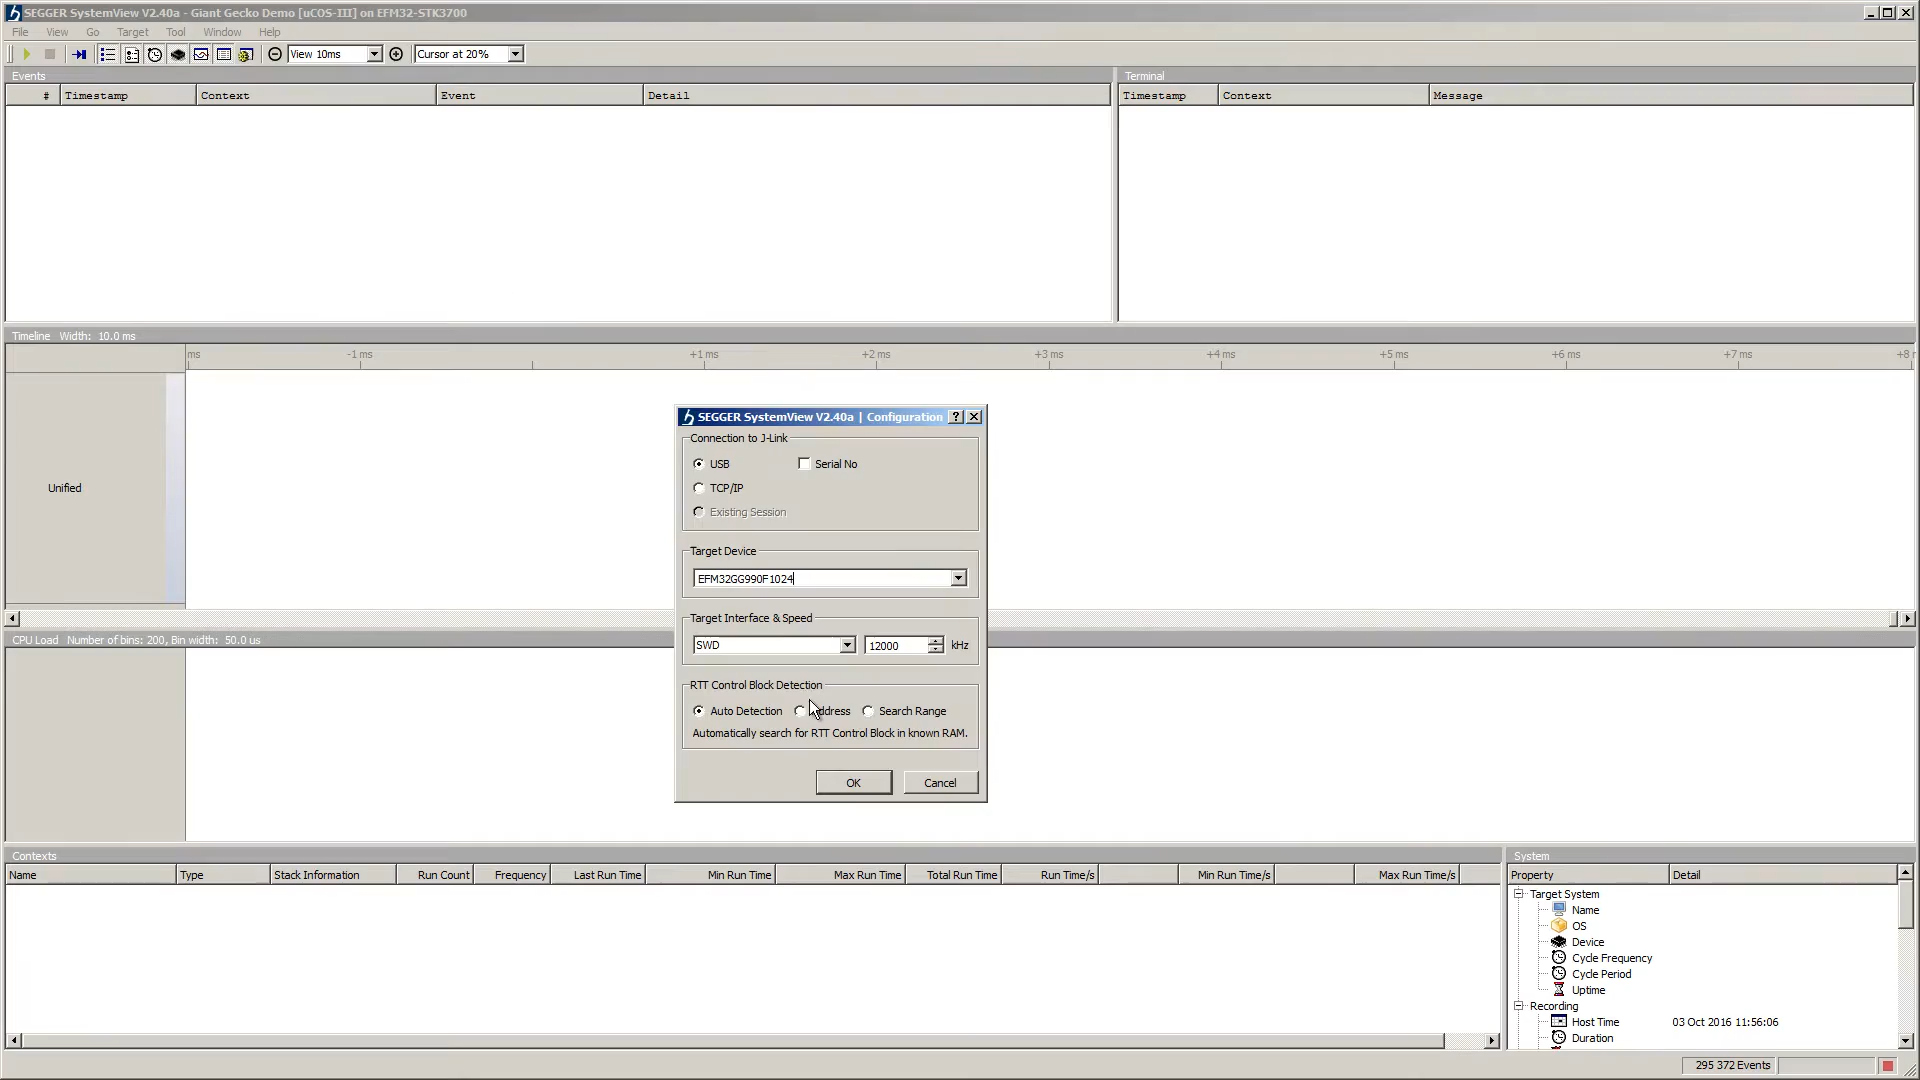 SEGGER SystemView V2.40a - Giant Gecko Demo [uCOS-III] on EFM32-STK3700
File View Go Target Tool Window Help
View 10ms Cursor at 20%
Events
# Timestamp Context Event Detail
Terminal
Timestamp Context Message
Timeline Width: 10.0 ms
ms -1 ms +1 ms +2 ms +3 ms +4 ms +5 ms +6 ms +7 ms +8
Unified
SEGGER SystemView V2.40a | Configuration
Connection to J-Link
USB Serial No
TCP/IP
Existing Session
Target Device
EFM32GG990F1024
Target Interface & Speed
SWD 12000 kHz
RTT Control Block Detection
Auto Detection Address Search Range
Automatically search for RTT Control Block in known RAM.
OK Cancel
CPU Load Number of bins: 200, Bin width: 50.0 us
Contexts
Name Type Stack Information Run Count Frequency Last Run Time Min Run Time Max Run Time Total Run Time Run Time/s Min Run Time/s Max Run Time/s
System
Property Detail
Target System
Name
OS
Device
Cycle Frequency
Cycle Period
Uptime
Recording
Host Time 03 Oct 2016 11:56:06
Duration
295 372 Events